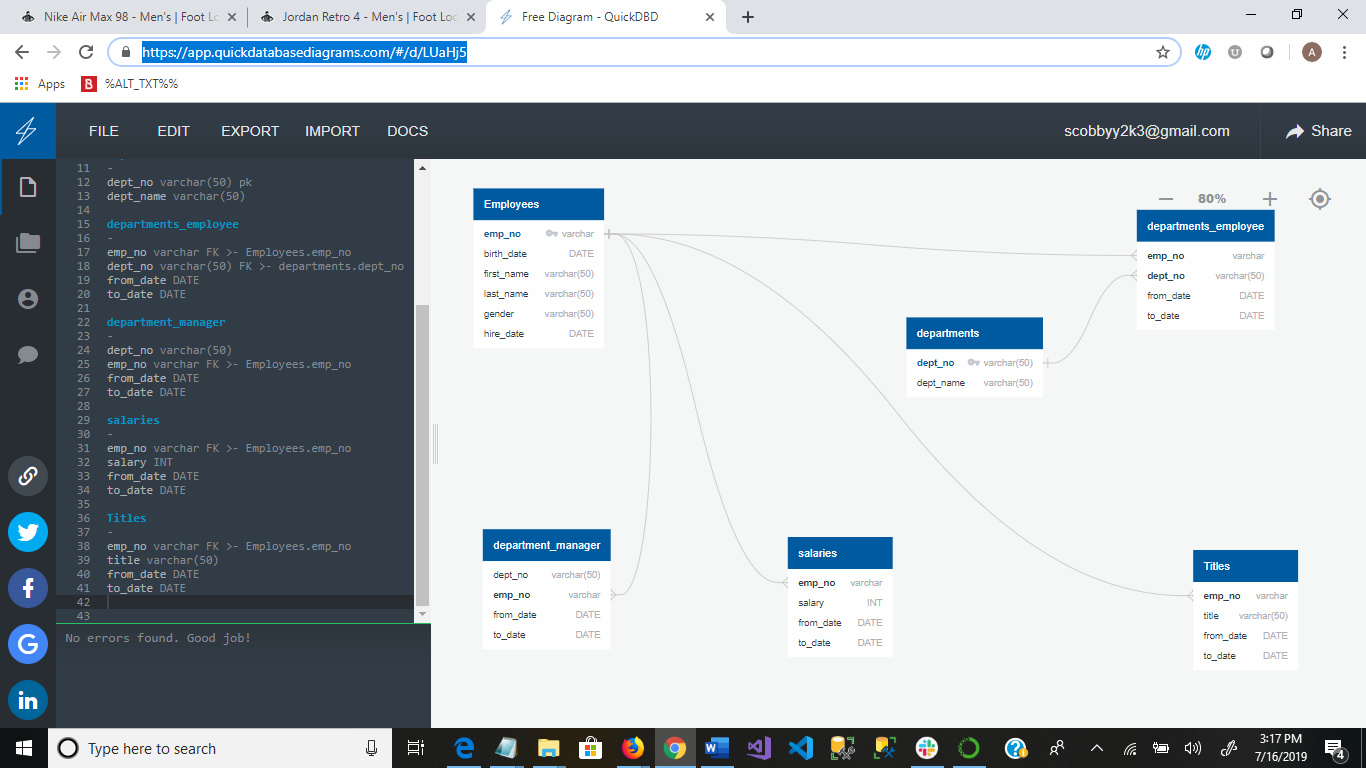 Nike Air Max 98 - Men's | Foot Lo
Jordan Retro 4 - Men's | Foot Loc
Free Diagram - QuickDBD
https://app.quickdatabasediagrams.com/#/d/LUaHj5
A
Apps
B
%ALT_TXT%%
FILE EDIT EXPORT IMPORT DOCS
scobbyy2k3@gmail.com
Share
11 -
12 dept_no varchar(50) pk
13 dept_name varchar(50)
14
15 departments_employee
16 -
17 emp_no varchar FK >- Employees.emp_no
18 dept_no varchar(50) FK >- departments.dept_no
19 from_date DATE
20 to_date DATE
21
22 department_manager
23 -
24 dept_no varchar(50)
25 emp_no varchar FK >- Employees.emp_no
26 from_date DATE
27 to_date DATE
28
29 salaries
30 -
31 emp_no varchar FK >- Employees.emp_no
32 salary INT
33 from_date DATE
34 to_date DATE
35
36 Titles
37 -
38 emp_no varchar FK >- Employees.emp_no
39 title varchar(50)
40 from_date DATE
41 to_date DATE
42
43
No errors found. Good job!
80%
Employees
emp_no varchar
birth_date DATE
first_name varchar(50)
last_name varchar(50)
gender varchar(50)
hire_date DATE
departments_employee
emp_no varchar
dept_no varchar(50)
from_date DATE
to_date DATE
departments
dept_no varchar(50)
dept_name varchar(50)
department_manager
dept_no varchar(50)
emp_no varchar
from_date DATE
to_date DATE
salaries
emp_no varchar
salary INT
from_date DATE
to_date DATE
Titles
emp_no varchar
title varchar(50)
from_date DATE
to_date DATE
Type here to search
3:17 PM
7/16/2019
4